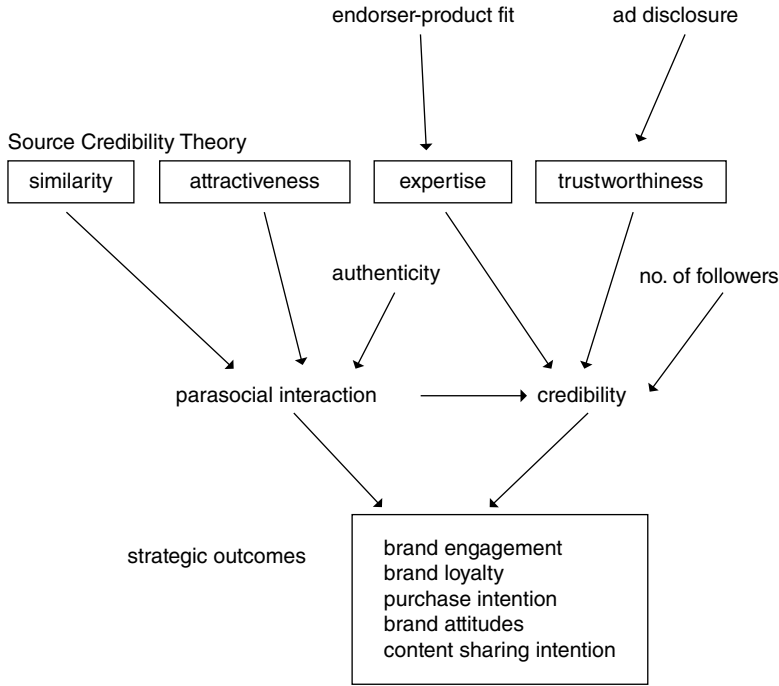 endorser-product fit
ad disclosure
Source Credibility Theory
similarity
attractiveness
expertise
trustworthiness
authenticity
no. of followers
parasocial interaction
credibility
strategic outcomes
brand engagement
brand loyalty
purchase intention
brand attitudes
content sharing intention